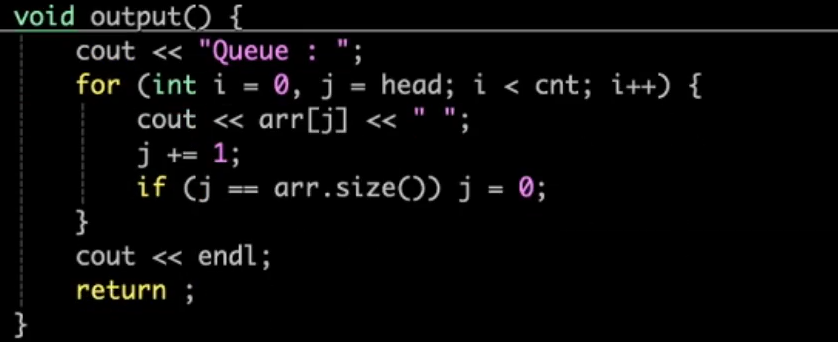 void output() {
    cout << "Queue : ";
    for (int i = 0, j = head; i < cnt; i++) {
        cout << arr[j] << " ";
        j += 1;
        if (j == arr.size()) j = 0;
    }
    cout << endl;
    return ;
}